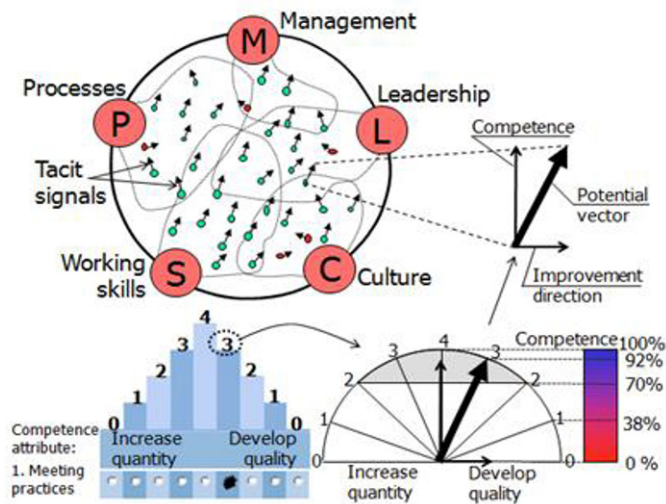 Management
M
Processes
P
Leadership
L
Tacit
signals
Working
skills
S
C
Culture
Competence
Potential
vector
Improvement
direction
4
3
3
2
2
1
1
0
0
Competence
attribute:
Increase
quantity
Develop
quality
1. Meeting
practices
4
3
3
2
2
1
1
0
0
Increase
quantity
Develop
quality
Competence
100%
92%
70%
38%
0 %